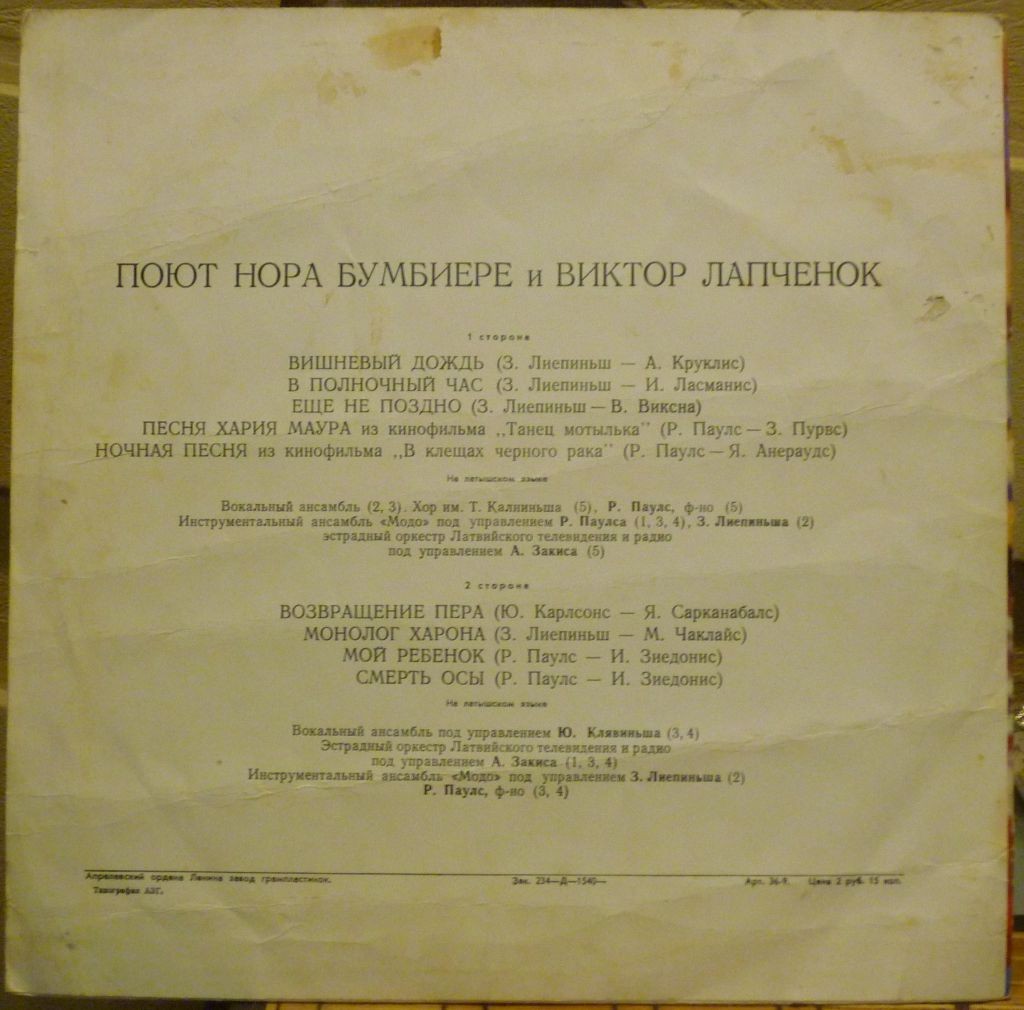 ПОЮТ НОРА БУМБИЕРЕ и ВИКТОР ЛАПЧЕНОК
1 сторона
ВИШНЕВЫЙ ДОЖДЬ (З. Лиепиньш — А. Круклис)
В ПОЛНОЧНЫЙ ЧАС (З. Лиепиньш — И. Ласманис)
ЕЩЕ НЕ ПОЗДНО (З. Лиепиньш — В. Виксна)
ПЕСНЯ ХАРИЯ МАУРА из кинофильма „Танец мотылька" (Р. Паулс — З. Пурвс)
НОЧНАЯ ПЕСНЯ из кинофильма „В клещах черного рака" (Р. Паулс — Я. Анераудс)
На латышском языке
Вокальный ансамбль (2, 3). Хор им. Т. Калниньша (5), Р. Паулс, ф-но (5)
Инструментальный ансамбль «Модо» под управлением Р. Паулса (1, 3, 4), З. Лиепиньша (2)
эстрадный оркестр Латвийского телевидения и радио
под управлением А. Закиса (5)
2 сторона
ВОЗВРАЩЕНИЕ ПЕРА (Ю. Карлсонс — Я. Сарканабалс)
МОНОЛОГ ХАРОНА (З. Лиепиньш — М. Чаклайс)
МОЙ РЕБЕНОК (Р. Паулс — И. Зиедонис)
СМЕРТЬ ОСЫ (Р. Паулс — И. Зиедонис)
На латышском языке
Вокальный ансамбль под управлением Ю. Клявиньша (3, 4)
Эстрадный оркестр Латвийского телевидения и радио
под управлением А. Закиса (1, 3, 4)
Инструментальный ансамбль «Модо» под управлением З. Лиепиньша (2)
Р. Паулс, ф-но (3, 4)
Апрелевский ордена Ленина завод грампластинок. Зак. 234—Д—1540— Арт. 36-9. Цена 2 руб. 15 коп.
Типография АЗГ.